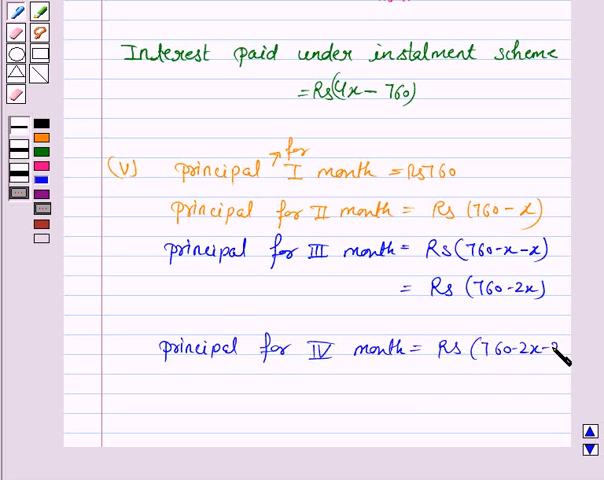 Interest paid under instalment scheme
= Rs(4x - 760)
(V) principal for I month = Rs 760
principal for II month = Rs (760 - x)
principal for III month = Rs (760-x-x)
= Rs (760-2x)
principal for IV month = Rs (760-2x-